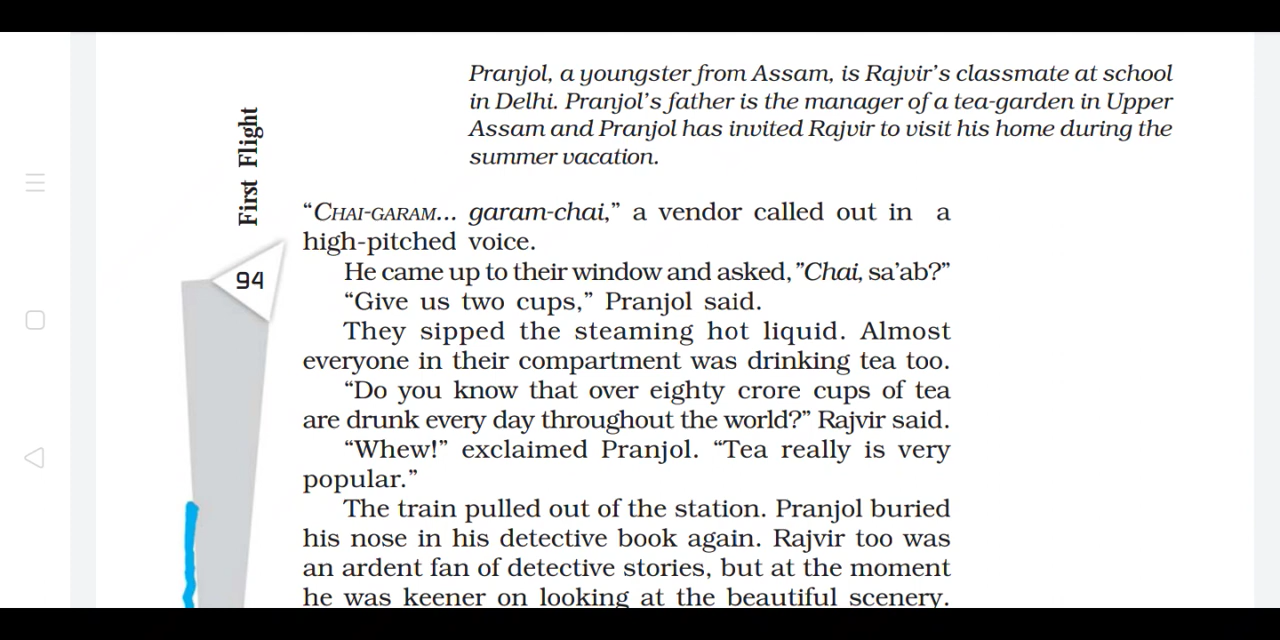 Pranjol, a youngster from Assam, is Rajvir's classmate at school
in Delhi. Pranjol's father is the manager of a tea-garden in Upper
Assam and Pranjol has invited Rajvir to visit his home during the
summer vacation.
First Flight
94
“CHAI-GARAM... garam-chai,” a vendor called out in a
high-pitched voice.
He came up to their window and asked, ”Chai, sa’ab?”
“Give us two cups,” Pranjol said.
They sipped the steaming hot liquid. Almost
everyone in their compartment was drinking tea too.
“Do you know that over eighty crore cups of tea
are drunk every day throughout the world?” Rajvir said.
“Whew!” exclaimed Pranjol. “Tea really is very
popular.”
The train pulled out of the station. Pranjol buried
his nose in his detective book again. Rajvir too was
an ardent fan of detective stories, but at the moment
he was keener on looking at the beautiful scenery.